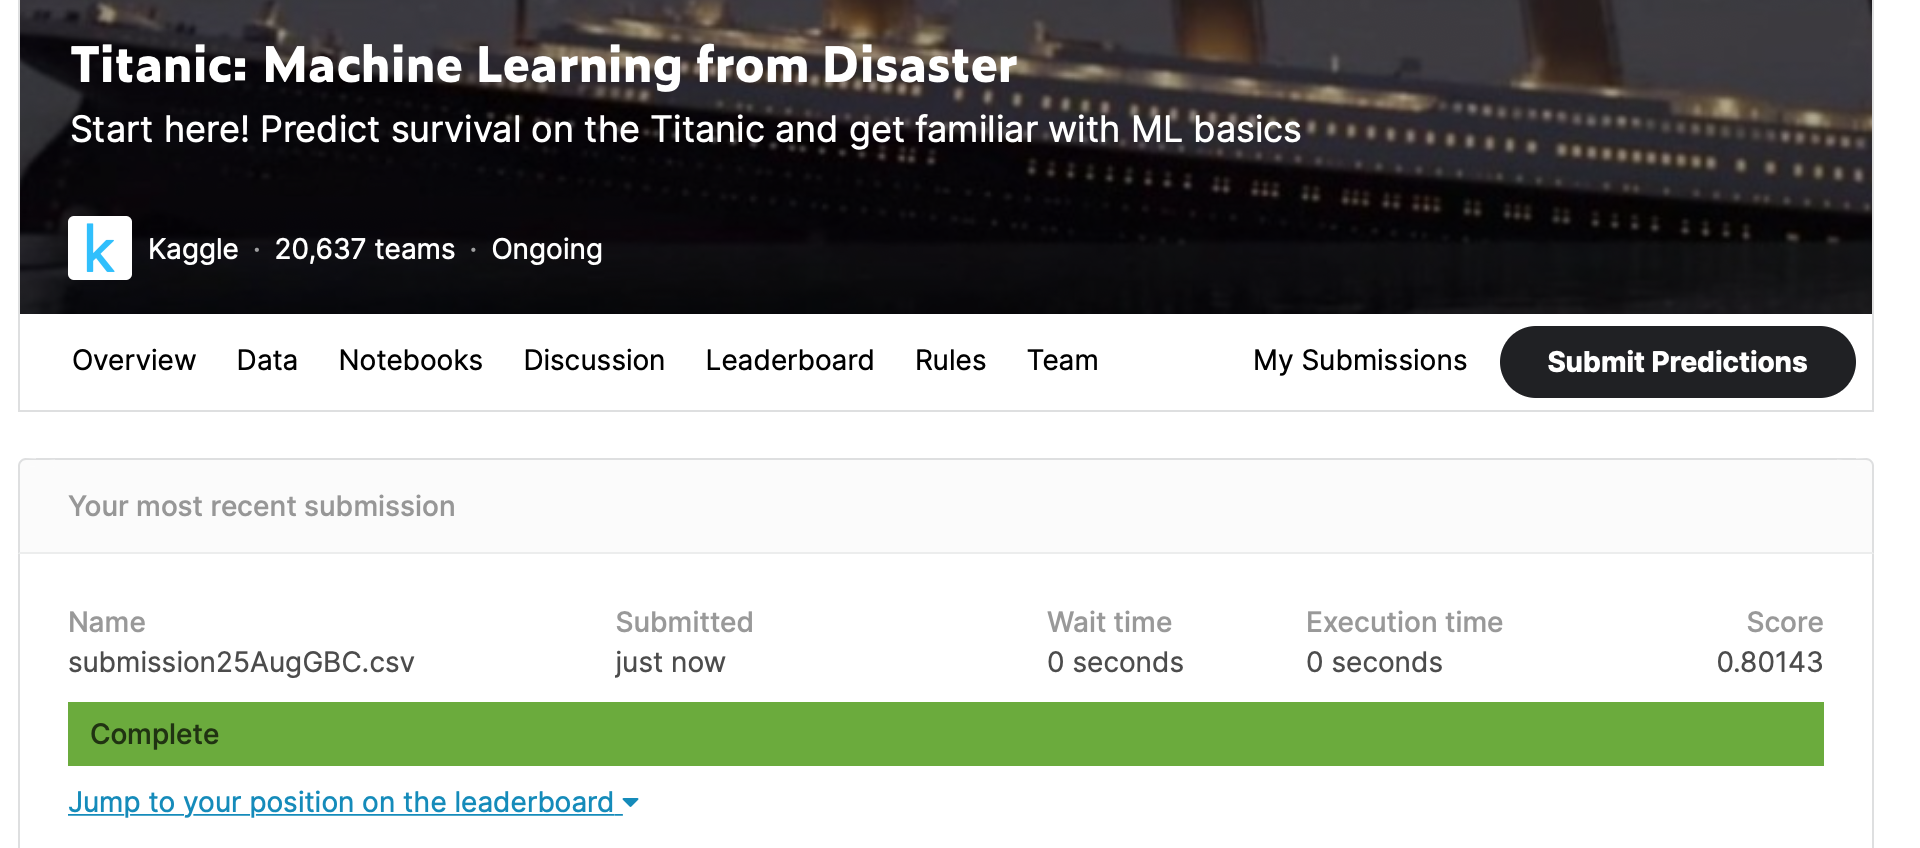 Titanic: Machine Learning from Disaster
Start here! Predict survival on the Titanic and get familiar with ML basics
k Kaggle · 20,637 teams · Ongoing
Overview Data Notebooks Discussion Leaderboard Rules Team My Submissions Submit Predictions
Your most recent submission
Name Submitted Wait time Execution time Score
submission25AugGBC.csv just now 0 seconds 0 seconds 0.80143
Complete
Jump to your position on the leaderboard